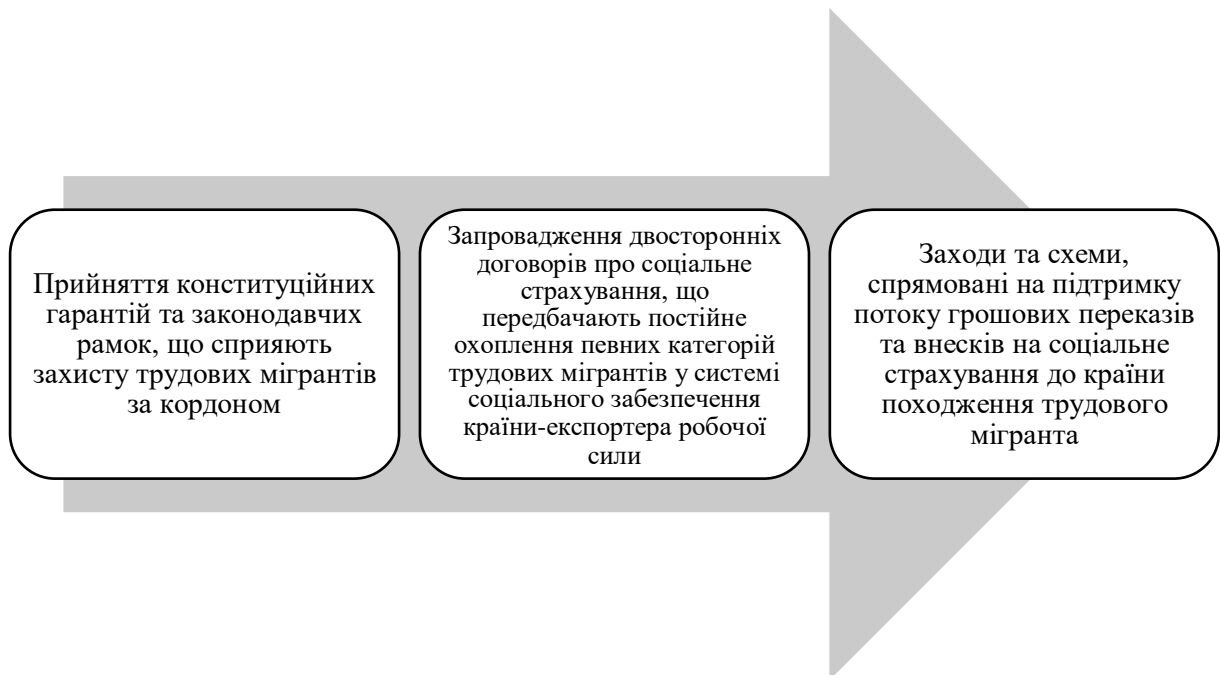 Прийняття конституційних
гарантій та законодавчих
рамок, що сприяють
захисту трудових мігрантів
за кордоном
Запровадження двосторонніх
договорів про соціальне
страхування, що
передбачають постійне
охоплення певних категорій
трудових мігрантів у системі
соціального забезпечення
країни-експортера робочої
сили
Заходи та схеми,
спрямовані на підтримку
потоку грошових переказів
та внесків на соціальне
страхування до країни
походження трудового
мігранта